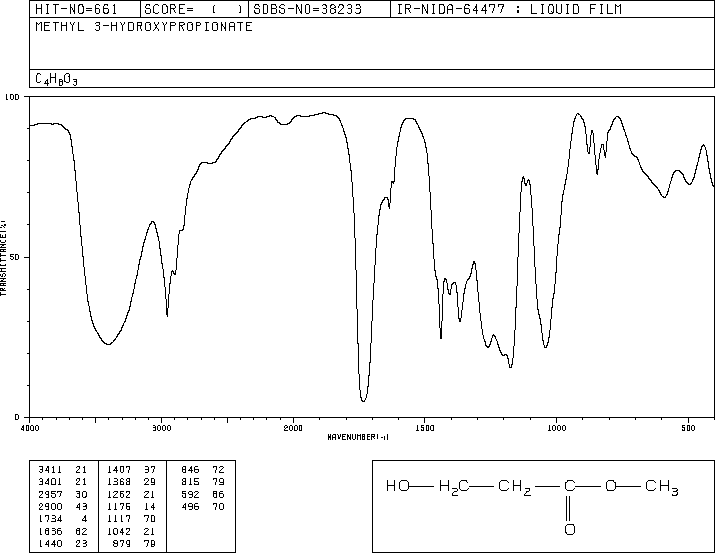 HIT-NO=661 SCORE= ( ) SDBS-NO=38233 IR-NIDA-64477 : LIQUID FILM
METHYL 3-HYDROXYPROPIONATE
C4H8O3
100
50
0
TRANSMITTANCE(%)
4000 3000 2000 1500 1000 500
WAVENUMBER(-1)
3411 21 1407 37 846 72
3401 21 1368 29 815 79
2957 30 1262 21 592 66
2900 43 1176 14 496 70
1734 4 1117 70
1636 62 1042 21
1440 23 879 79
HO H2C CH2 C O CH3
O